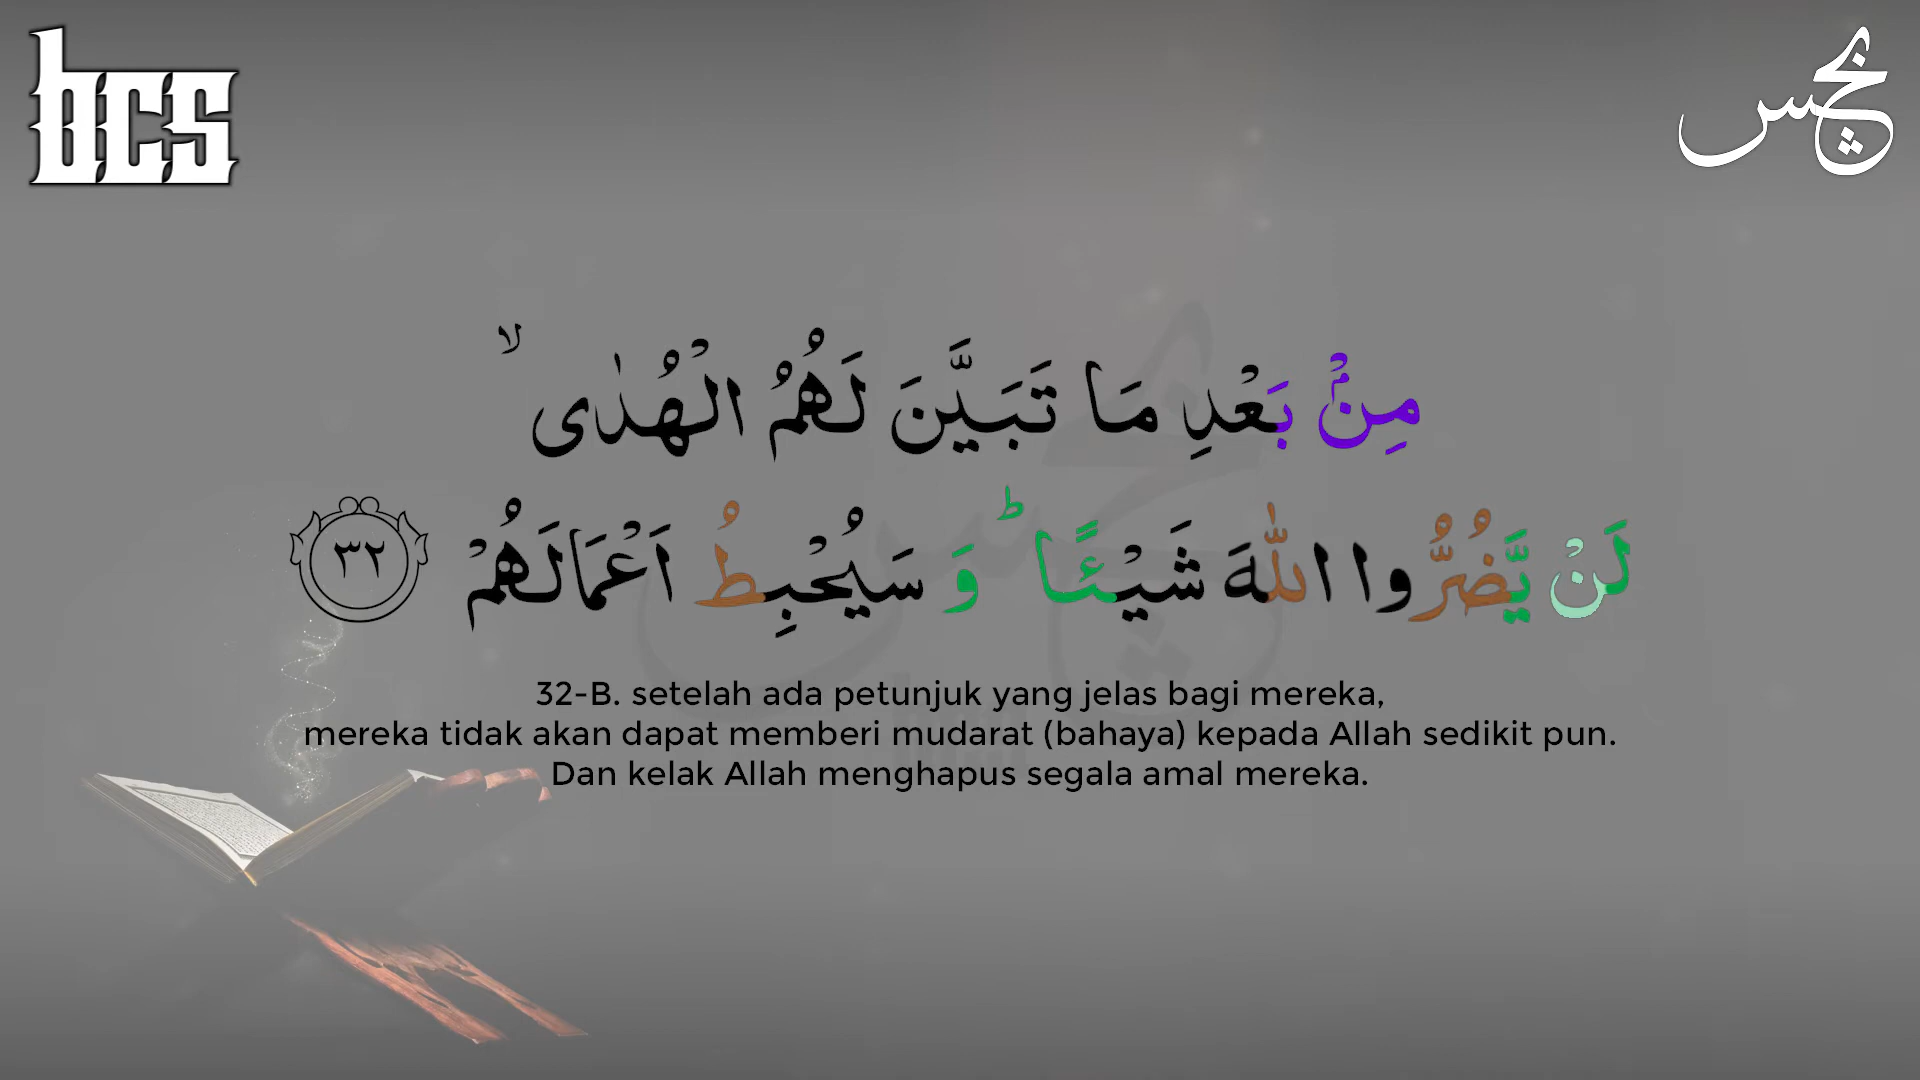 bcs
بچس
مِنْۢ بَعْدِ مَا تَبَيَّنَ لَهُمُ الْهُدٰى ۙ
لَنْ يَّضُرُّوا اللّٰهَ شَيْـًٔا ۗ وَسَيُحْبِطُ اَعْمَالَهُمْ ٣٢
32-B. setelah ada petunjuk yang jelas bagi mereka,
mereka tidak akan dapat memberi mudarat (bahaya) kepada Allah sedikit pun.
Dan kelak Allah menghapus segala amal mereka.